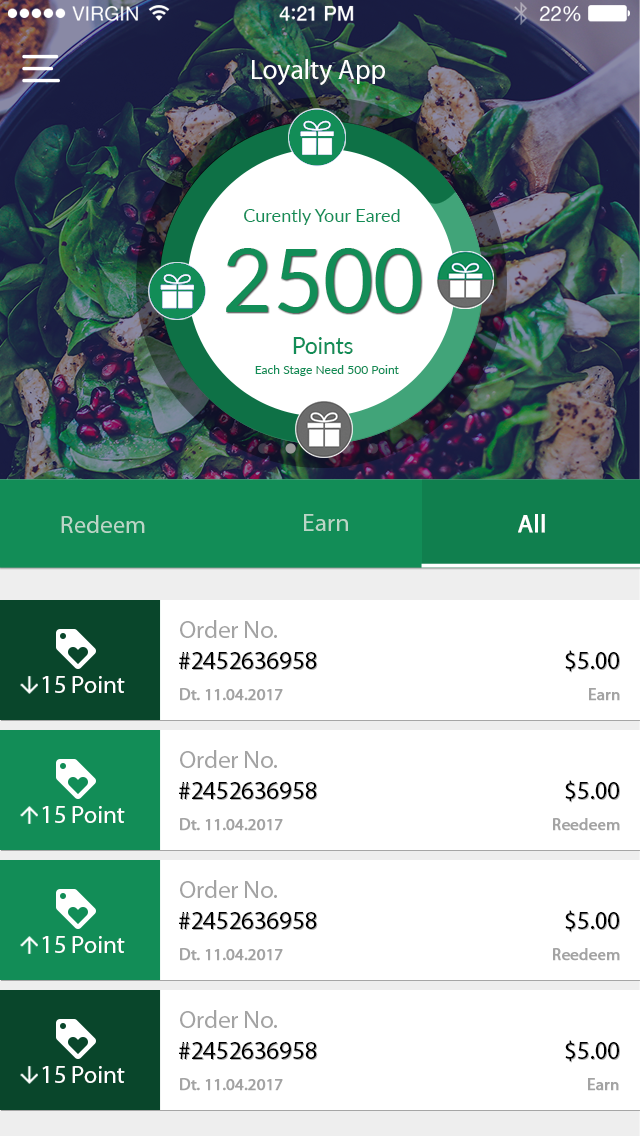 VIRGIN 4:21 PM 22%
Loyalty App
Curently Your Eared
2500
Points
Each Stage Need 500 Point
Redeem Earn All
Order No.
#2452636958 $5.00
15 Point
Dt. 11.04.2017 Earn
Order No.
#2452636958 $5.00
15 Point
Dt. 11.04.2017 Reedeem
Order No.
#2452636958 $5.00
15 Point
Dt. 11.04.2017 Reedeem
Order No.
#2452636958 $5.00
15 Point
Dt. 11.04.2017 Earn